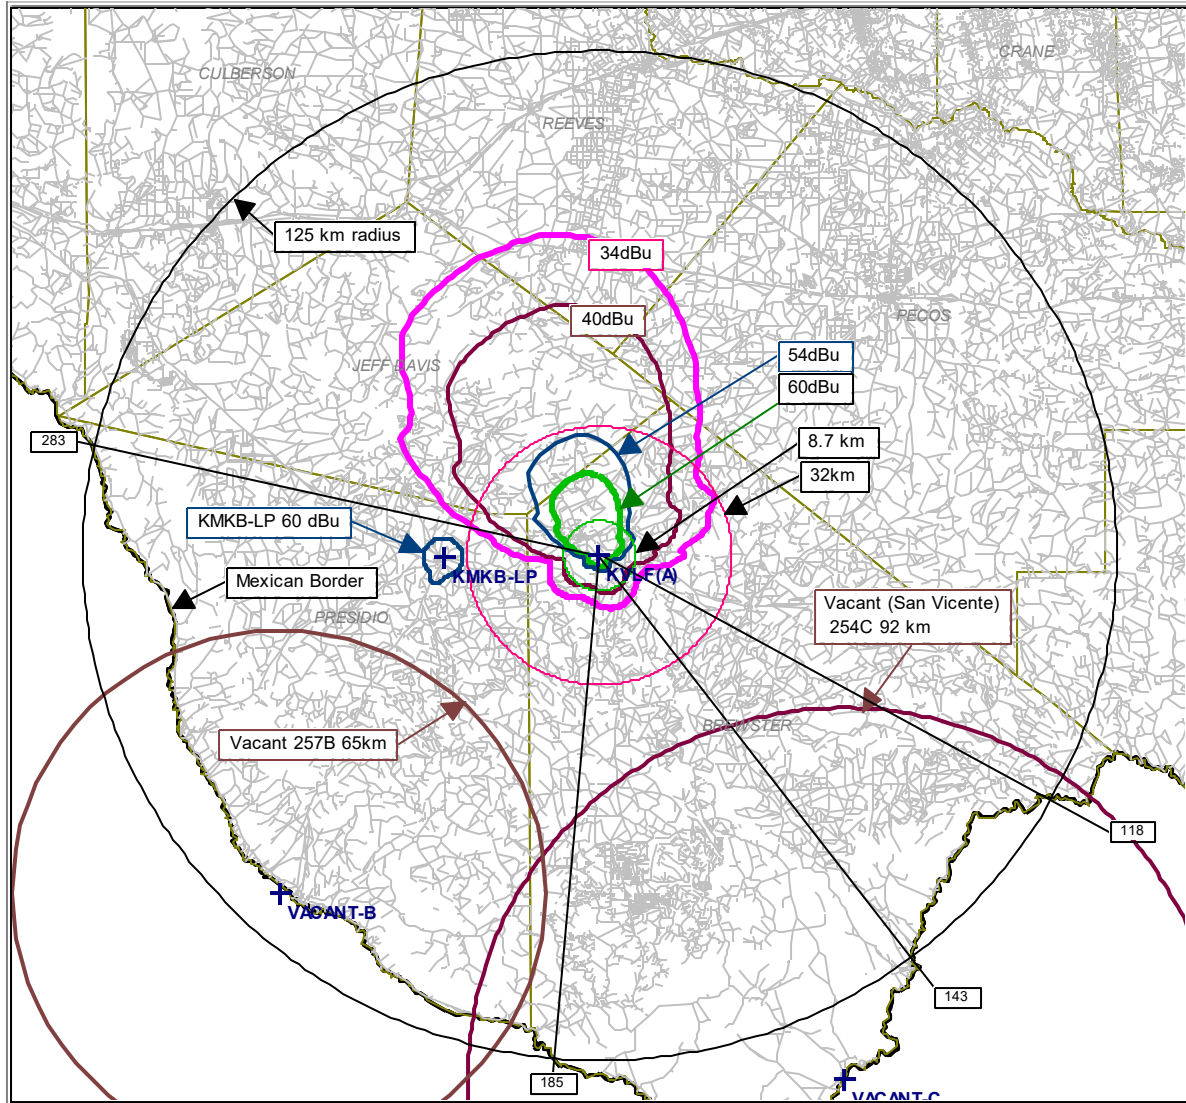 CULBERSON
CRANE
REEVES
125 km radius
34dBu
40dBu
PECOS
54dBu
JEFF DAVIS
60dBu
283
8.7 km
32km
KMKB-LP 60 dBu
KMKB-LP
KVLF(A)
Mexican Border
PRESIDIO
Vacant (San Vicente)
254C 92 km
BREWSTER
Vacant 257B 65km
118
VACANT-B
143
185
VACANT-C